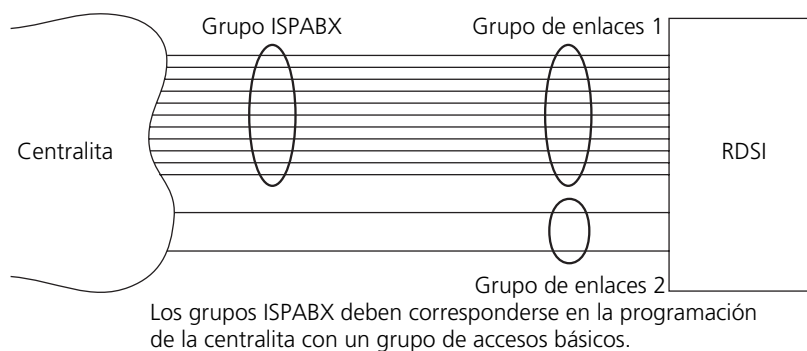 Grupo ISPABX
Grupo de enlaces 1
Centralita
RDSI
Grupo de enlaces 2
Los grupos ISPABX deben corresponderse en la programación
de la centralita con un grupo de accesos básicos.